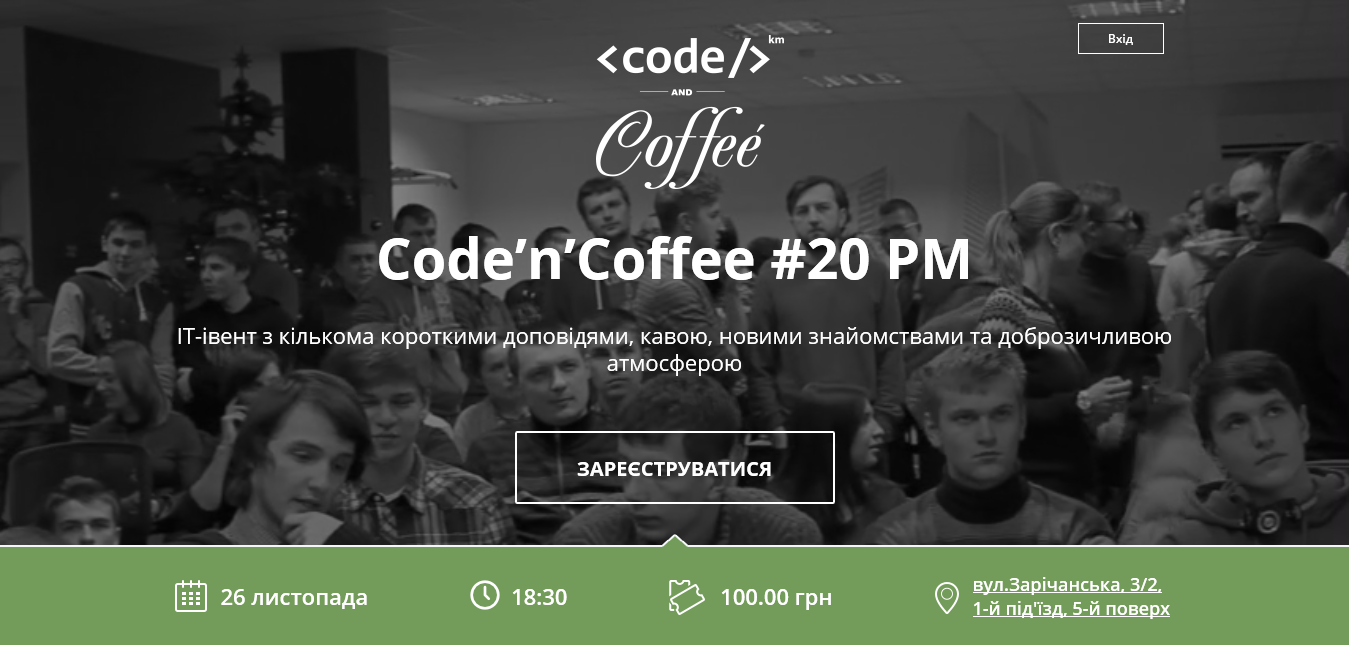 Вхід
<code/> km
AND
Coffeé
Code’n’Coffee #20 PM
ІТ-івент з кількома короткими доповідями, кавою, новими знайомствами та доброзичливою
атмосферою
ЗАРЕЄСТРУВАТИСЯ
26 листопада
18:30
100.00 грн
вул.Зарічанська, 3/2,
1-й під'їзд, 5-й поверх